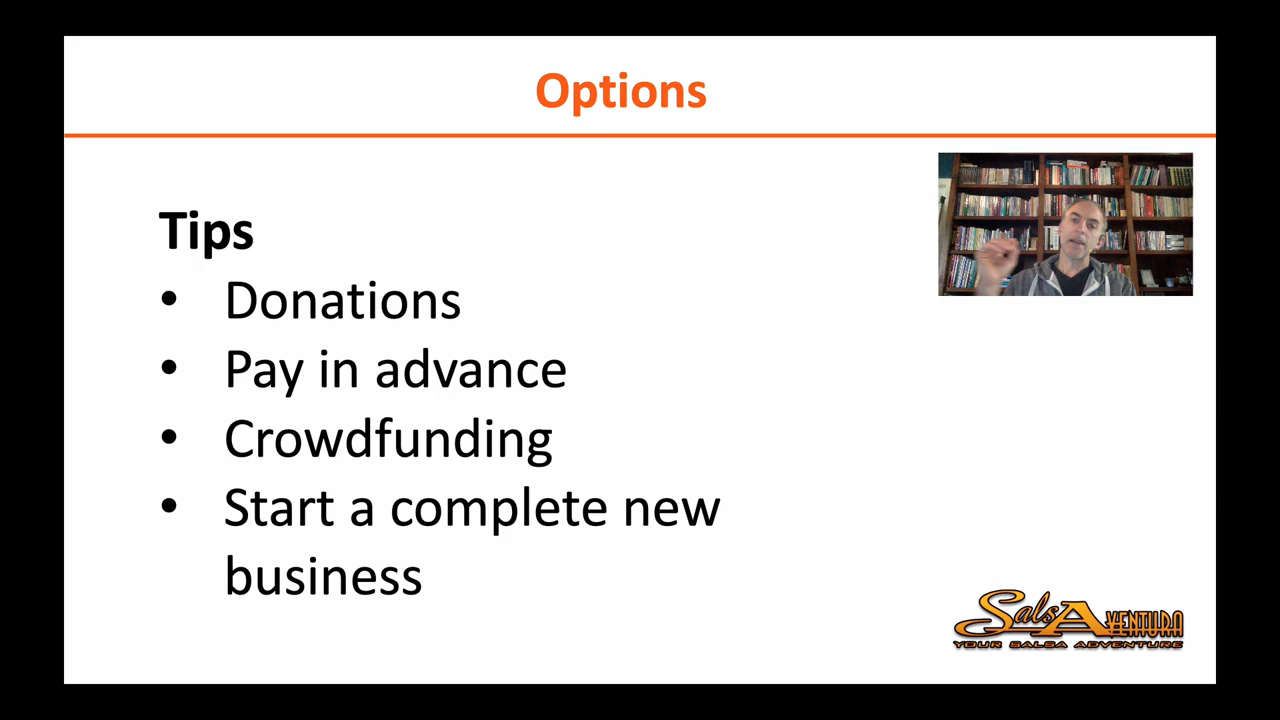 Options
Tips
• Donations
• Pay in advance
• Crowdfunding
• Start a complete new
business
SalsAventura
YOUR SALSA ADVENTURE